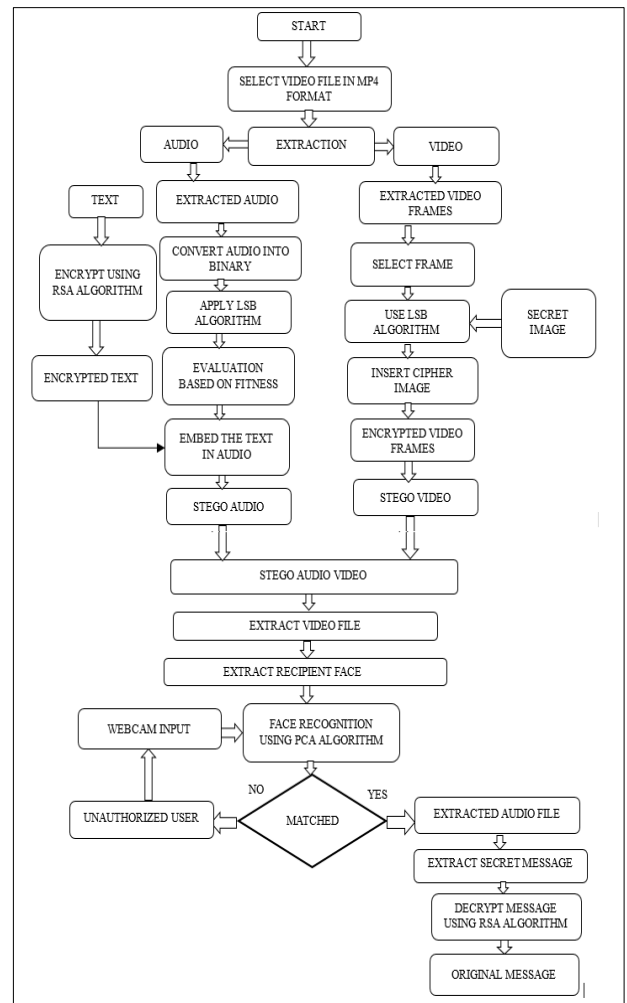 START
SELECT VIDEO FILE IN MP4
FORMAT
AUDIO
EXTRACTION
VIDEO
TEXT
EXTRACTED AUDIO
EXTRACTED VIDEO
FRAMES
ENCRYPT USING
RSA ALGORITHM
CONVERT AUDIO INTO
BINARY
SELECT FRAME
APPLY LSB
ALGORITHM
USE LSB
ALGORITHM
SECRET
IMAGE
ENCRYPTED TEXT
EVALUATION
BASED ON FITNESS
INSERT CIPHER
IMAGE
EMBED THE TEXT
IN AUDIO
ENCRYPTED VIDEO
FRAMES
STEGO AUDIO
STEGO VIDEO
STEGO AUDIO VIDEO
EXTRACT VIDEO FILE
EXTRACT RECIPIENT FACE
WEBCAM INPUT
FACE RECOGNITION
USING PCA ALGORITHM
NO
YES
UNAUTHORIZED USER
MATCHED
EXTRACTED AUDIO FILE
EXTRACT SECRET MESSAGE
DECRYPT MESSAGE
USING RSA ALGORITHM
ORIGINAL MESSAGE